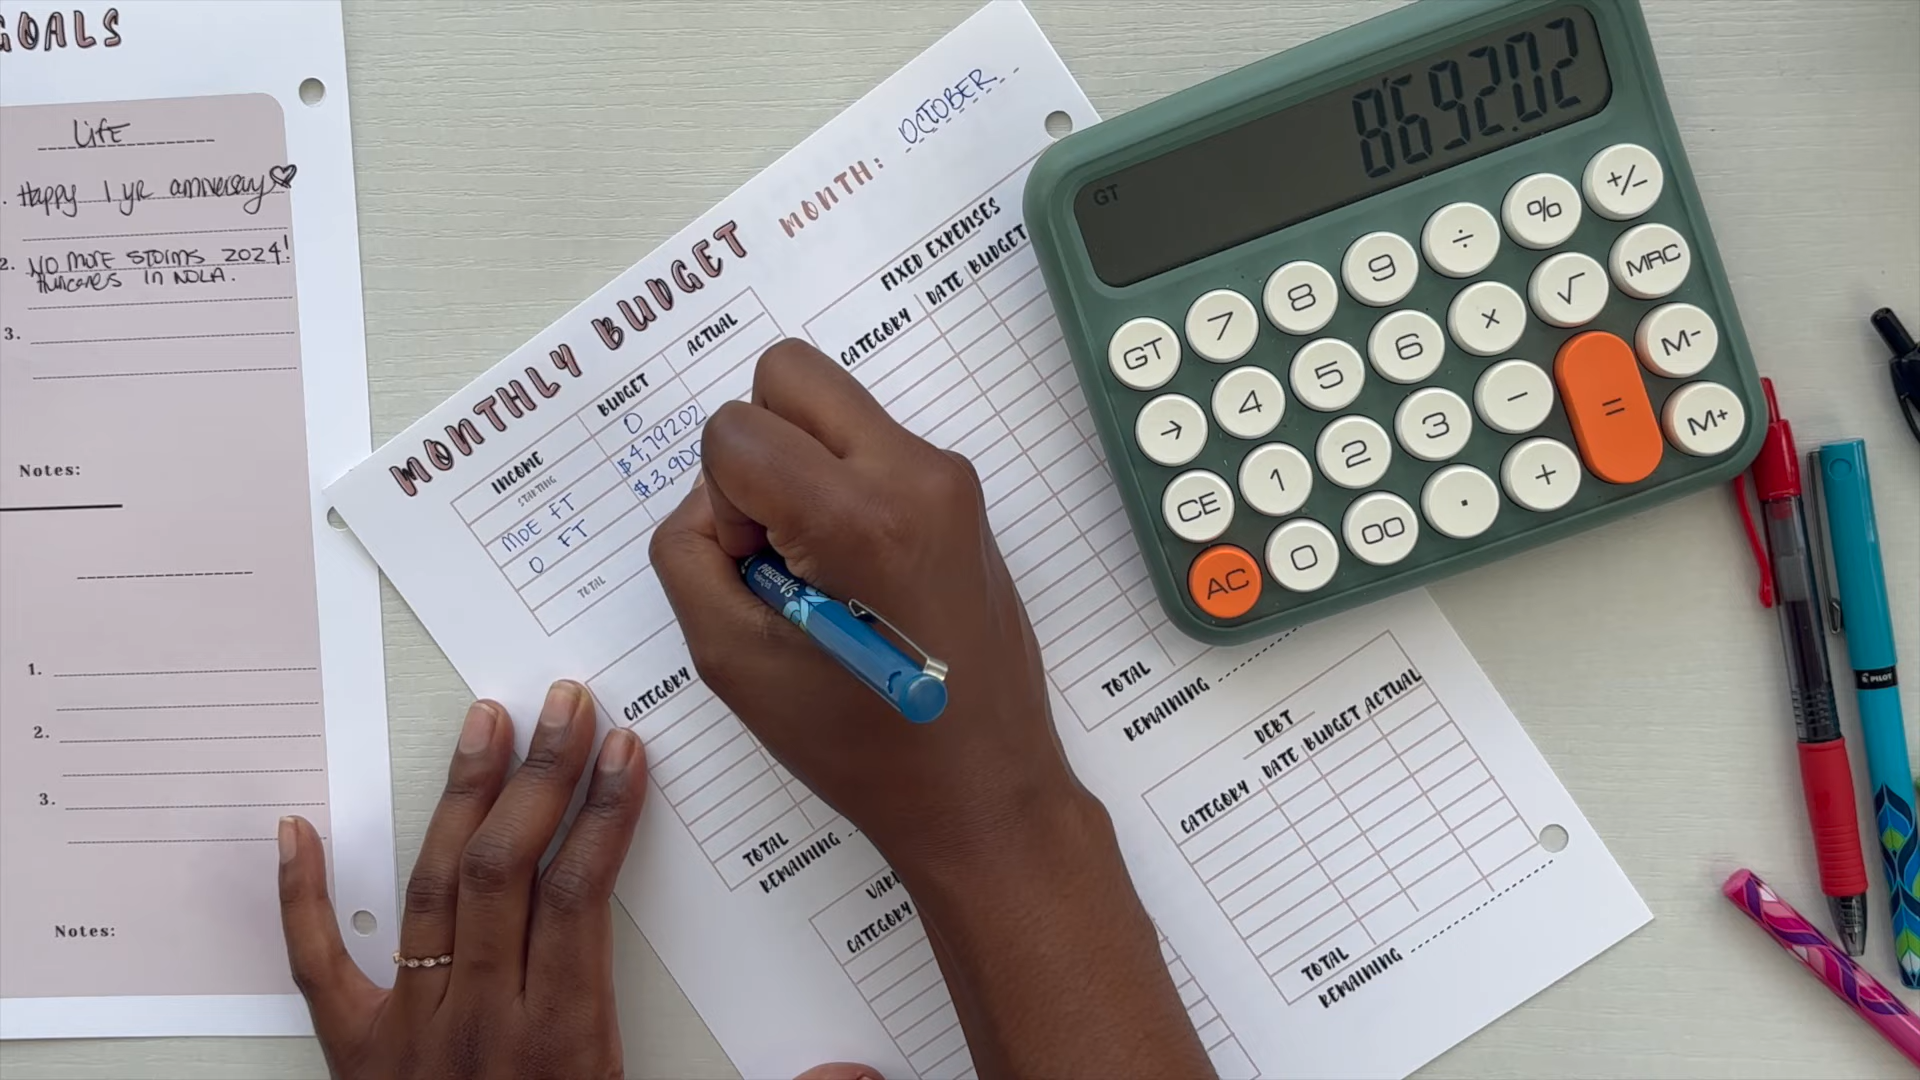 GOALS
Life
. Happy 1 yr anniversary♡
2. NO MORE STORMS 2024!
Hurricanes IN NOLA.
3.
Notes:
1.
2.
3.
Notes:
MONTHLY BUDGET
MONTH: OCTOBER
INCOME BUDGET ACTUAL
STARTING 0
MOE FT $4,792.02
O FT $3,900
TOTAL
FIXED EXPENSES
CATEGORY DATE BUDGET
TOTAL
REMAINING
CATEGORY
TOTAL
REMAINING
CATEGORY
DEBT
CATEGORY DATE BUDGET ACTUAL
TOTAL
REMAINING
GT
8'692.02
GT 7 8 9 ÷ % +/-
→ 4 5 6 × √ MRC
CE 1 2 3 − = M-
AC 0 00 . + M+
PRECISE V5
PILOT